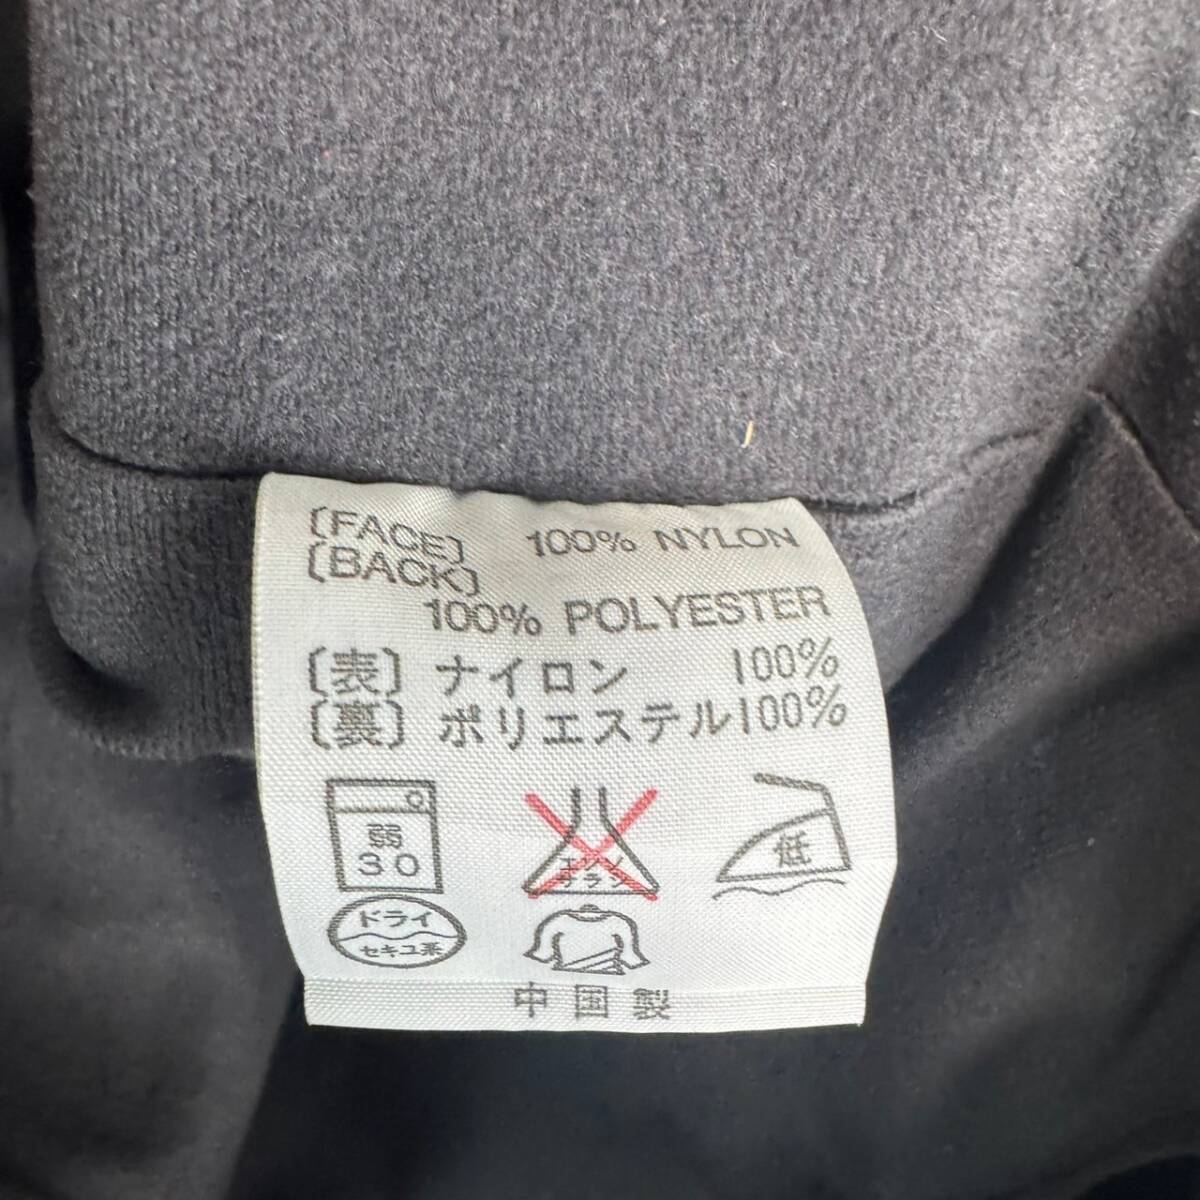 〔FACE〕 100% NYLON
〔BACK〕
100% POLYESTER
〔表〕 ナイロン 100%
〔裏〕 ポリエステル100%
弱
30
エンソ
サラシ
低
ドライ
セキユ系
中国製